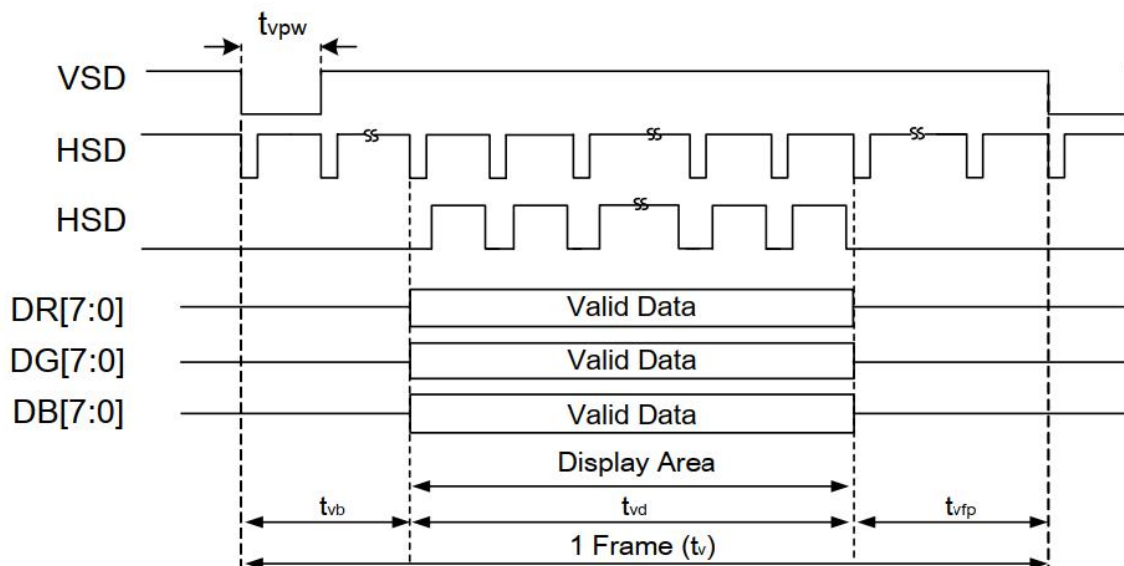 tvpw
VSD
HSD
HSD
DR[7:0] Valid Data
DG[7:0] Valid Data
DB[7:0] Valid Data
Display Area
tvb tvd tvfp
1 Frame (tv)